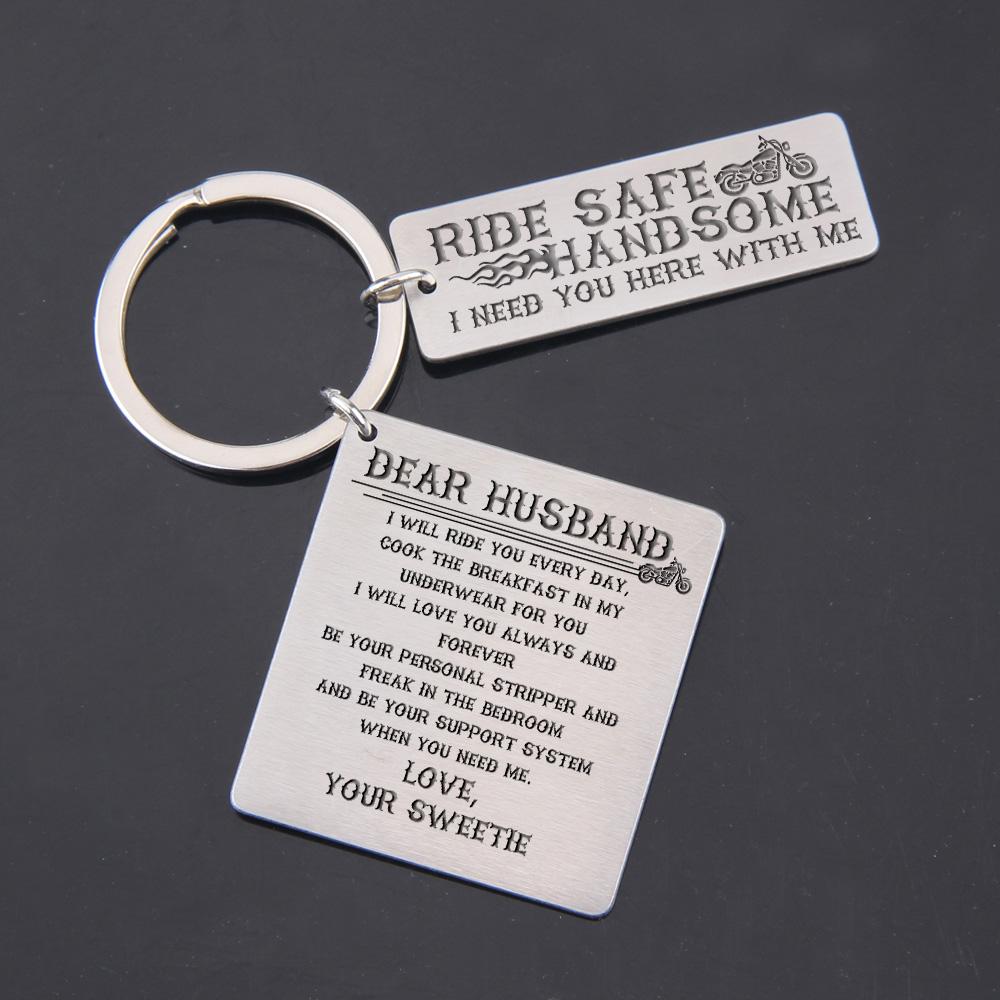 RIDE SAFE
HANDSOME
I NEED YOU HERE WITH ME
DEAR HUSBAND
I WILL RIDE YOU EVERY DAY,
COOK THE BREAKFAST IN MY
UNDERWEAR FOR YOU
I WILL LOVE YOU ALWAYS AND
FOREVER
BE YOUR PERSONAL STRIPPER AND
FREAK IN THE BEDROOM
AND BE YOUR SUPPORT SYSTEM
WHEN YOU NEED ME.
LOVE,
YOUR SWEETIE